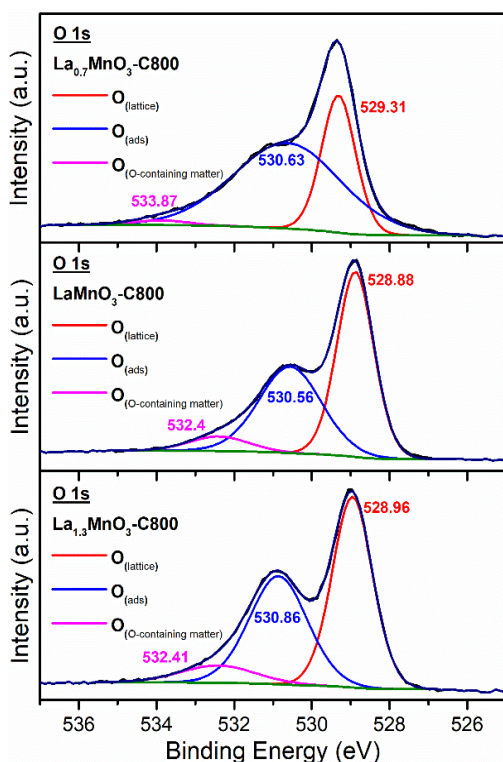 O 1s
La0.7MnO3-C800
O(lattice)
O(ads)
O(O-containing matter)
529.31
530.63
533.87
Intensity (a.u.)
O 1s
LaMnO3-C800
O(lattice)
O(ads)
O(O-containing matter)
528.88
530.56
532.4
Intensity (a.u.)
O 1s
La1.3MnO3-C800
O(lattice)
O(ads)
O(O-containing matter)
528.96
530.86
532.41
Intensity (a.u.)
536 534 532 530 528 526
Binding Energy (eV)